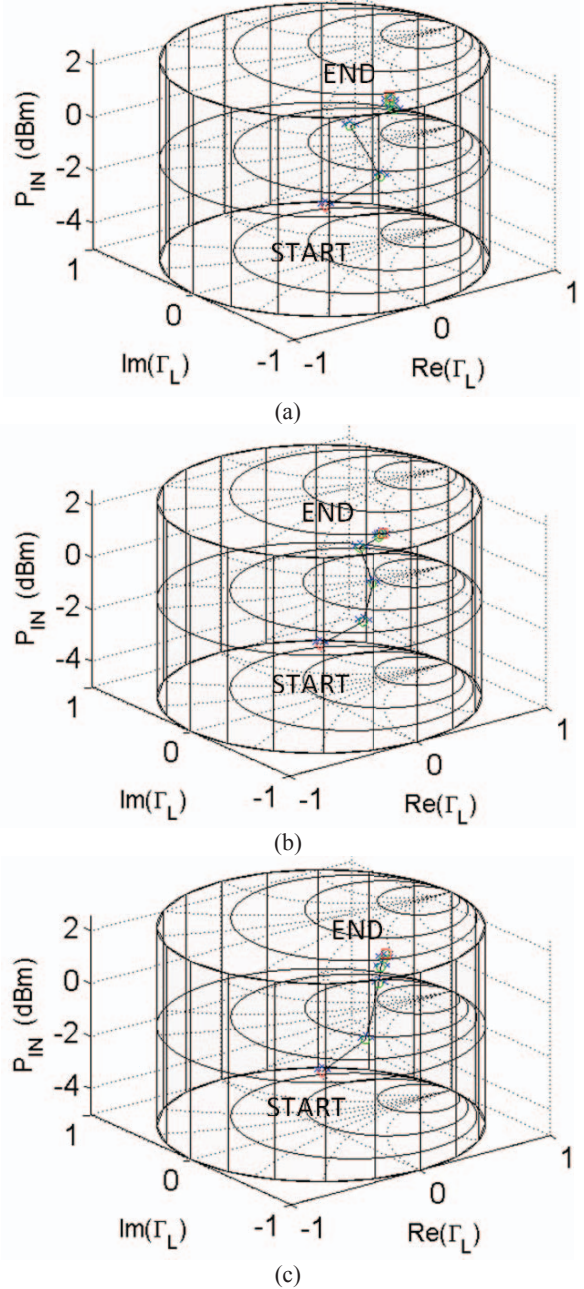 2
0
-2
-4
P_IN (dBm)
END
START
1
0
-1
-1
0
1
Im(Γ_L)
Re(Γ_L)
(a)
2
0
-2
-4
P_IN (dBm)
END
START
1
0
-1
-1
0
1
Im(Γ_L)
Re(Γ_L)
(b)
2
0
-2
-4
P_IN (dBm)
END
START
1
0
-1
-1
0
1
Im(Γ_L)
Re(Γ_L)
(c)